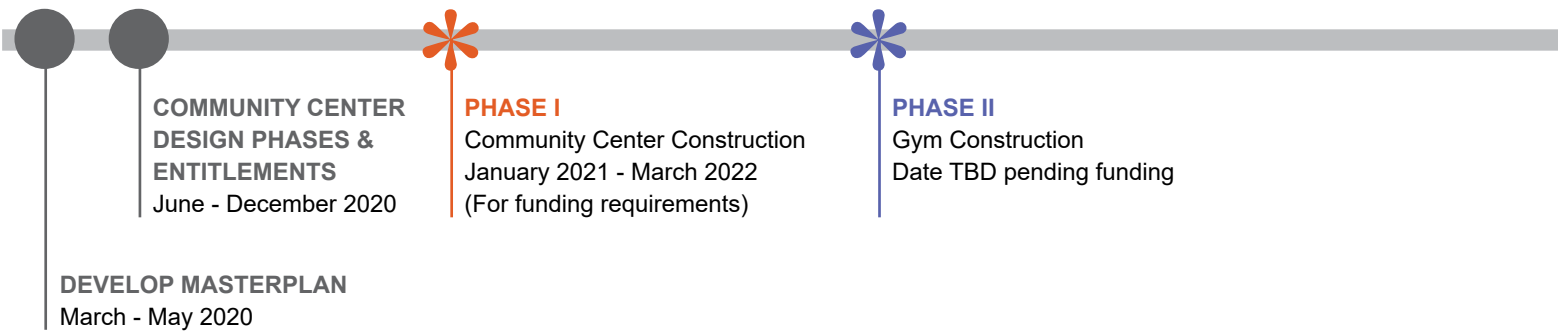 COMMUNITY CENTER
DESIGN PHASES &
ENTITLEMENTS
June - December 2020
PHASE I
Community Center Construction
January 2021 - March 2022
(For funding requirements)
PHASE II
Gym Construction
Date TBD pending funding
DEVELOP MASTERPLAN
March - May 2020